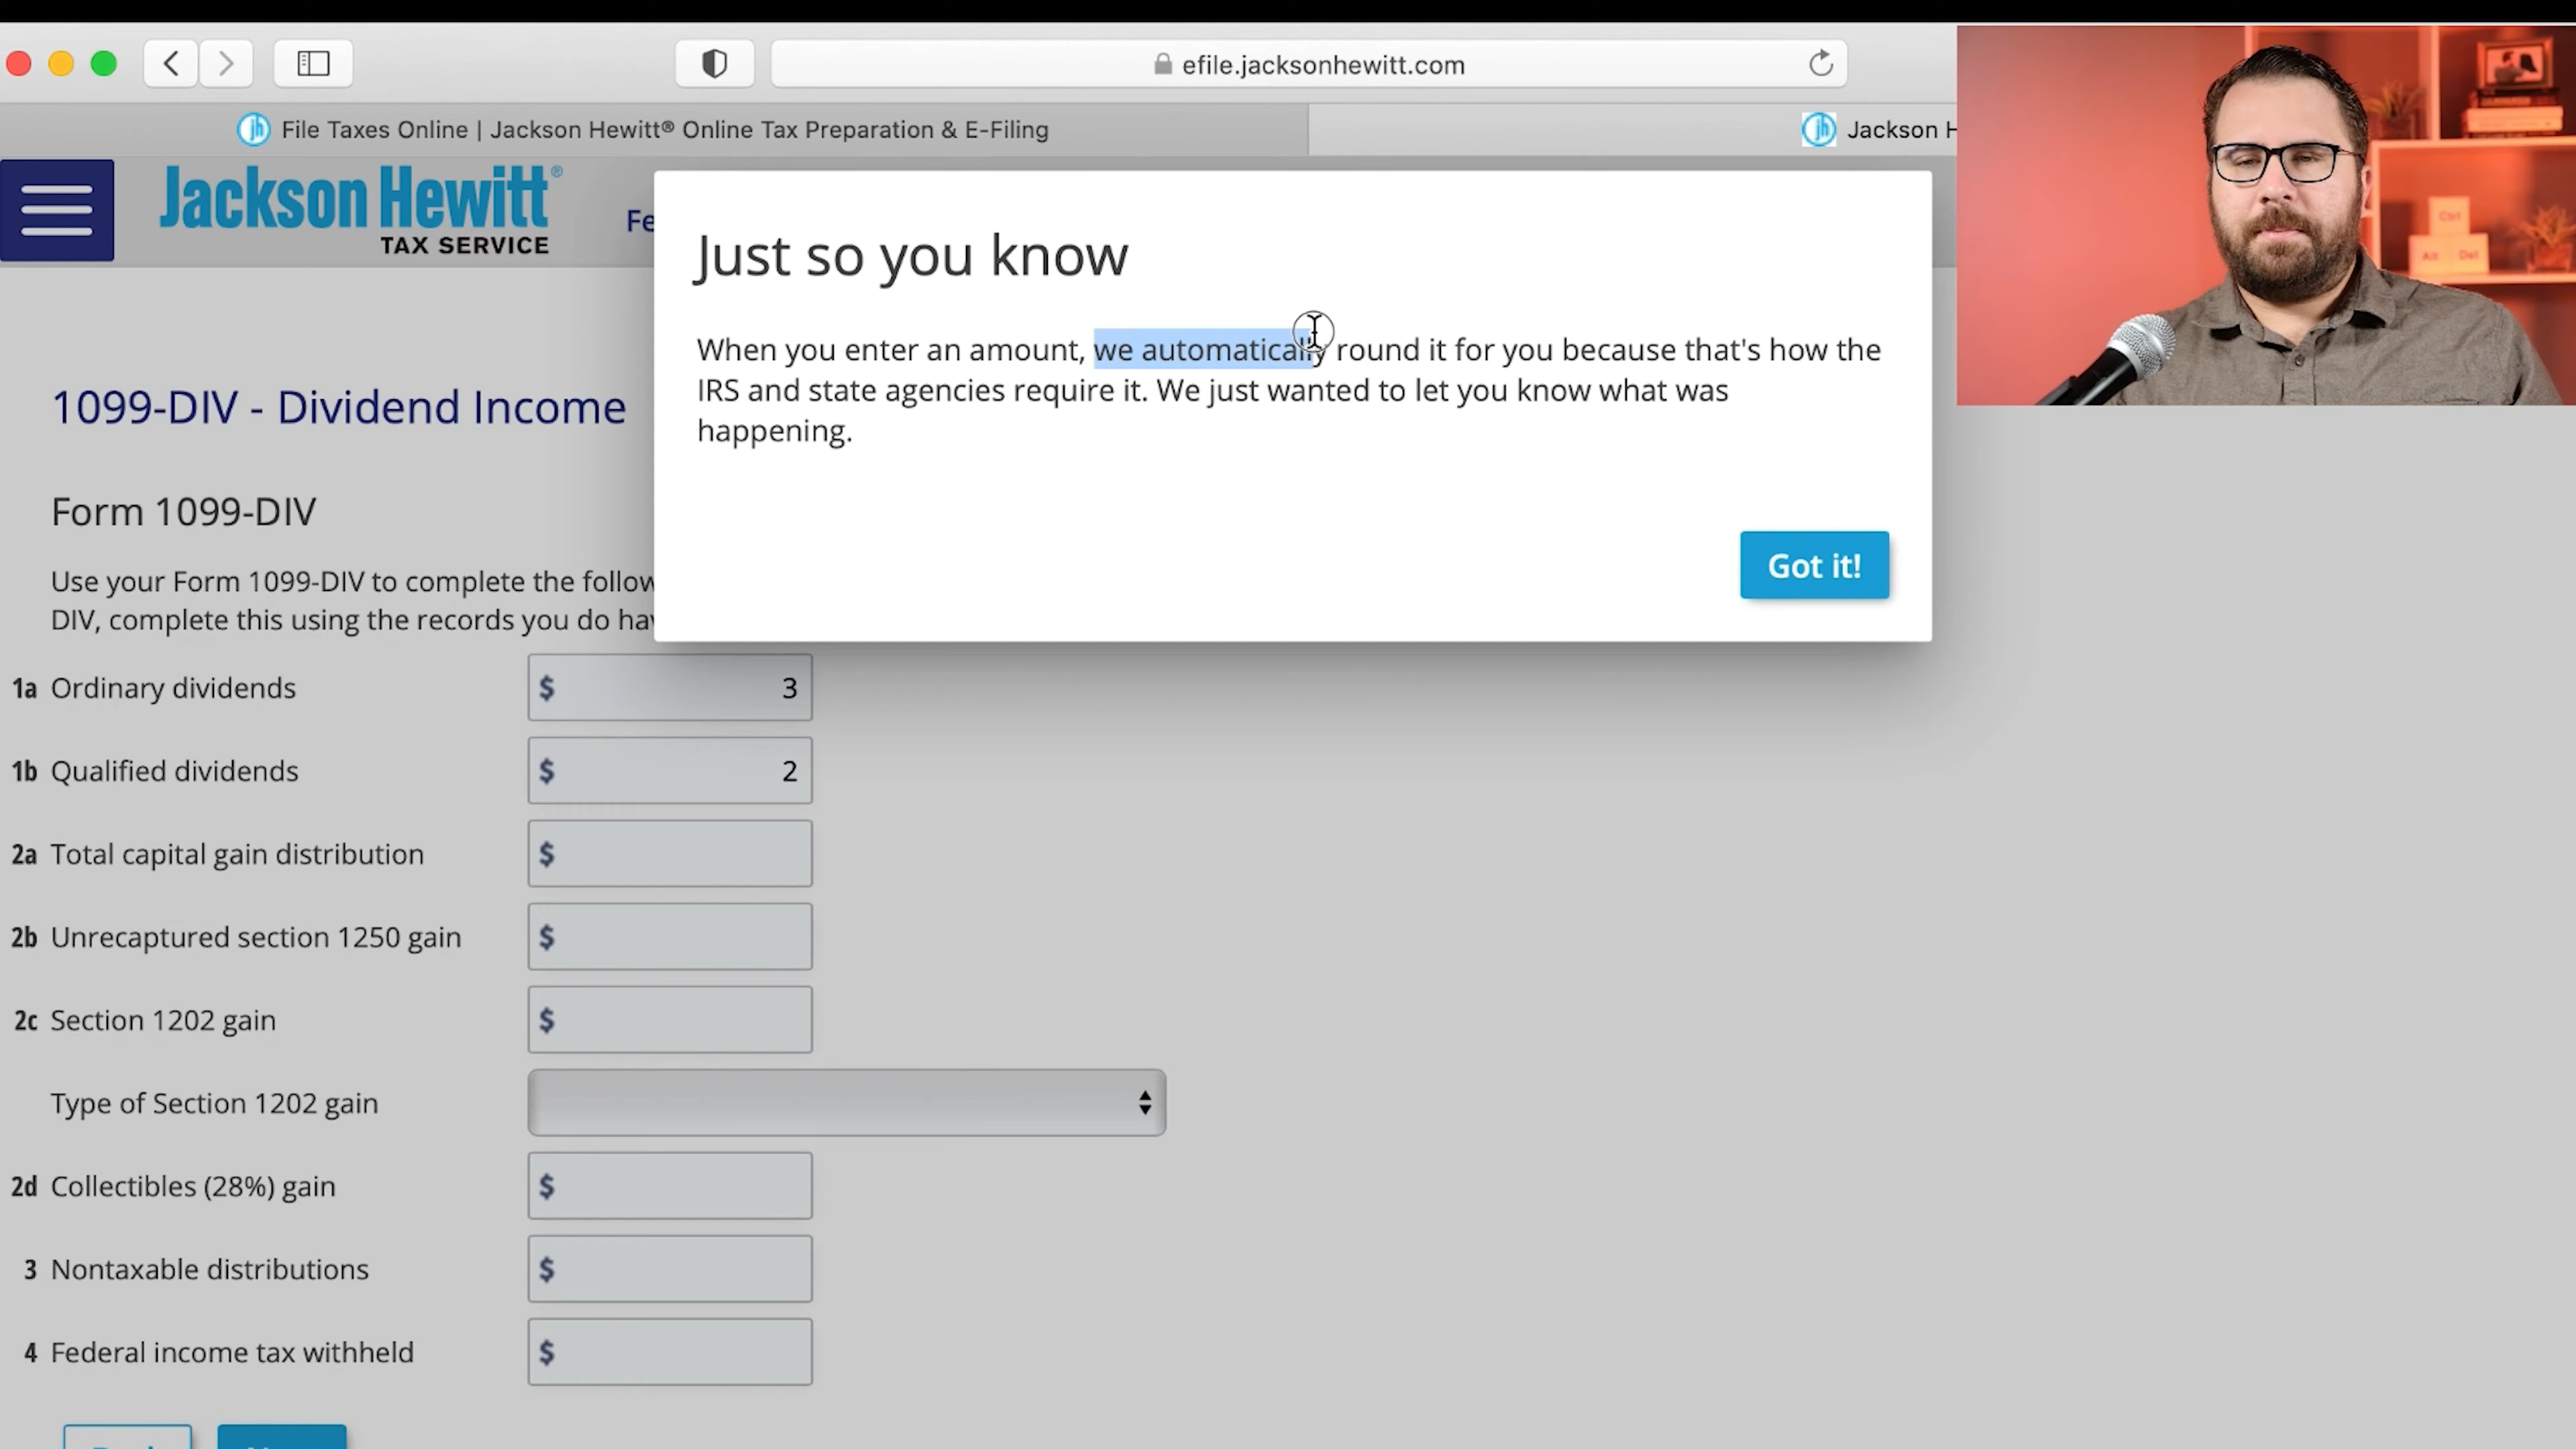 efile.jacksonhewitt.com
File Taxes Online | Jackson Hewitt® Online Tax Preparation & E-Filing
Jackson H
Jackson Hewitt®
TAX SERVICE
Fe
Just so you know
When you enter an amount, we automatically round it for you because that's how the
IRS and state agencies require it. We just wanted to let you know what was
happening.
Got it!
1099-DIV - Dividend Income
Form 1099-DIV
Use your Form 1099-DIV to complete the follow
DIV, complete this using the records you do hav
1a Ordinary dividends $ 3
1b Qualified dividends $ 2
2a Total capital gain distribution $
2b Unrecaptured section 1250 gain $
2c Section 1202 gain $
Type of Section 1202 gain
2d Collectibles (28%) gain $
3 Nontaxable distributions $
4 Federal income tax withheld $
Ctrl
Alt Del